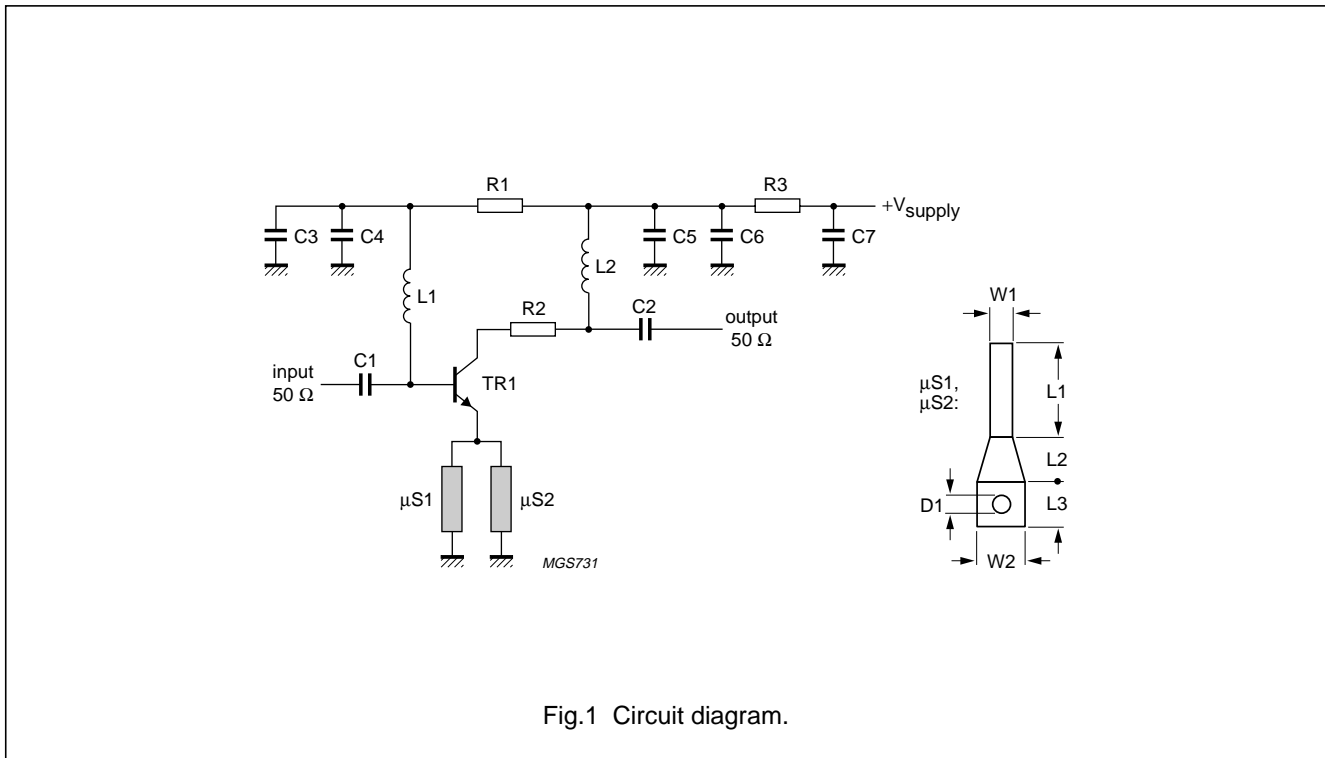 R1
R3
+Vsupply
C3
C4
C5
C6
C7
L1
L2
R2
C2
output
50 Ω
C1
input
50 Ω
TR1
μS1
μS2
MGS731
W1
μS1,
μS2:
L1
L2
D1
L3
W2
Fig.1 Circuit diagram.